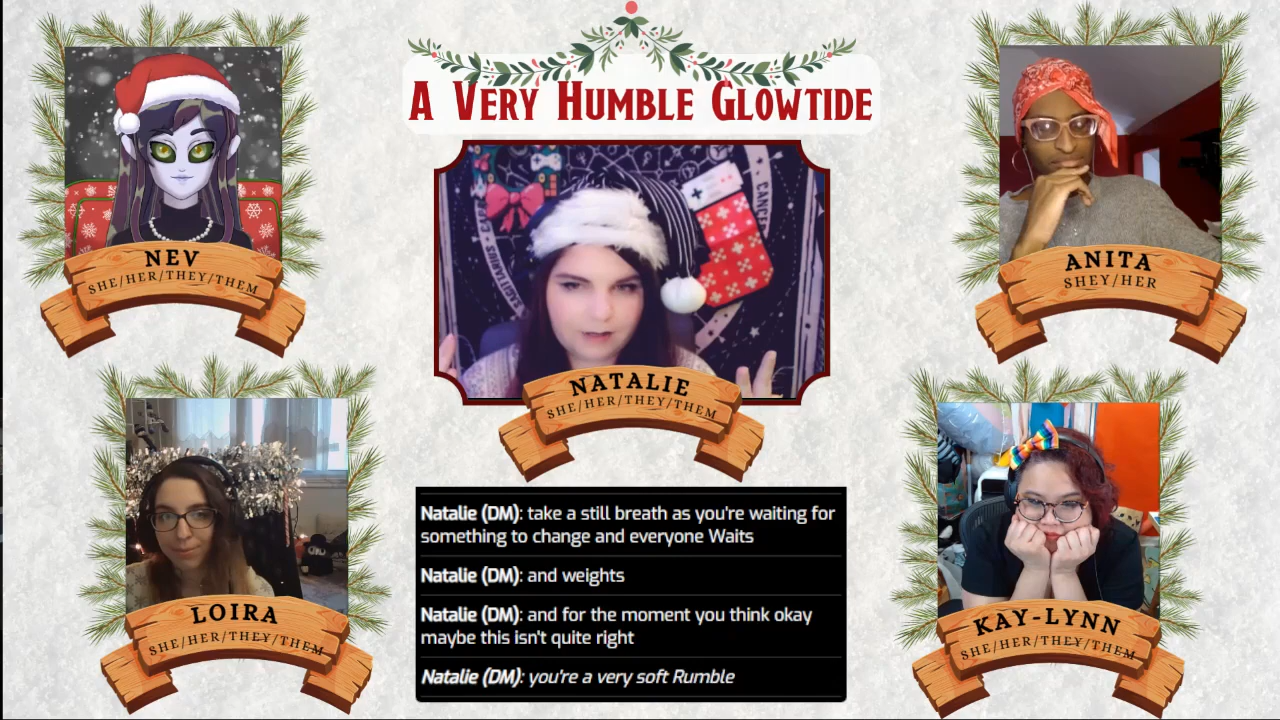 A Very Humble Glowtide
NEV
SHE/HER/THEY/THEM
ANITA
SHEY/HER
CANCE
SAGITTARIUS
NATALIE
SHE/HER/THEY/THEM
LOIRA
SHE/HER/THEY/THEM
KAY-LYNN
SHE/HER/THEY/THEM
Natalie (DM): take a still breath as you're waiting for
something to change and everyone Waits
Natalie (DM): and weights
Natalie (DM): and for the moment you think okay
maybe this isn't quite right
Natalie (DM): you're a very soft Rumble